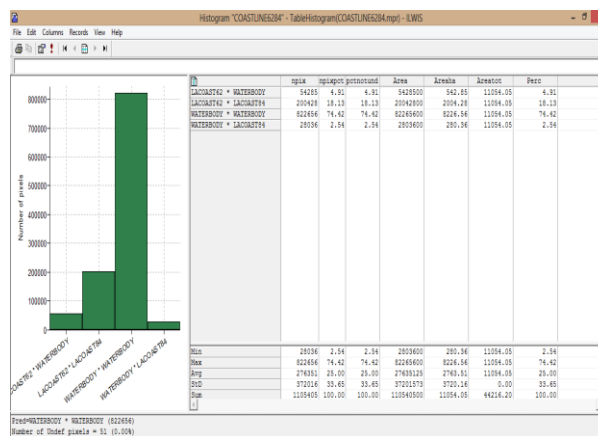 Histogram "COASTLINE6284" - TableHistogram(COASTLINE6284.mpr) - ILWIS
File Edit Columns Records View Help
npix npixpct pctnotund Area Areaha Areatot Perc
LACOAST62 * WATERBODY 54285 4.91 4.91 5428500 542.85 11054.05 4.91
LACOAST62 * LACOAST84 200428 18.13 18.13 20042800 2004.28 11054.05 18.13
WATERBODY * WATERBODY 822656 74.42 74.42 82265600 8226.56 11054.05 74.42
WATERBODY * LACOAST84 28036 2.54 2.54 2803600 280.36 11054.05 2.54
800000
700000
600000
500000
400000
300000
200000
100000
0
Number of pixels
COAST62 * WATERBODY
LACOAST62 * LACOAST84
WATERBODY * WATERBODY
WATERBODY * LACOAST84
Min 28036 2.54 2.54 2803600 280.36 11054.05 2.54
Max 822656 74.42 74.42 82265600 8226.56 11054.05 74.42
Avg 276351 25.00 25.00 27635125 2763.51 11054.05 25.00
StD 372016 33.65 33.65 37201573 3720.16 0.00 33.65
Sum 1105405 100.00 100.00 110540500 11054.05 44216.20 100.00
Pred=WATERBODY * WATERBODY (822656)
Number of Undef pixels = 51 (0.00%)